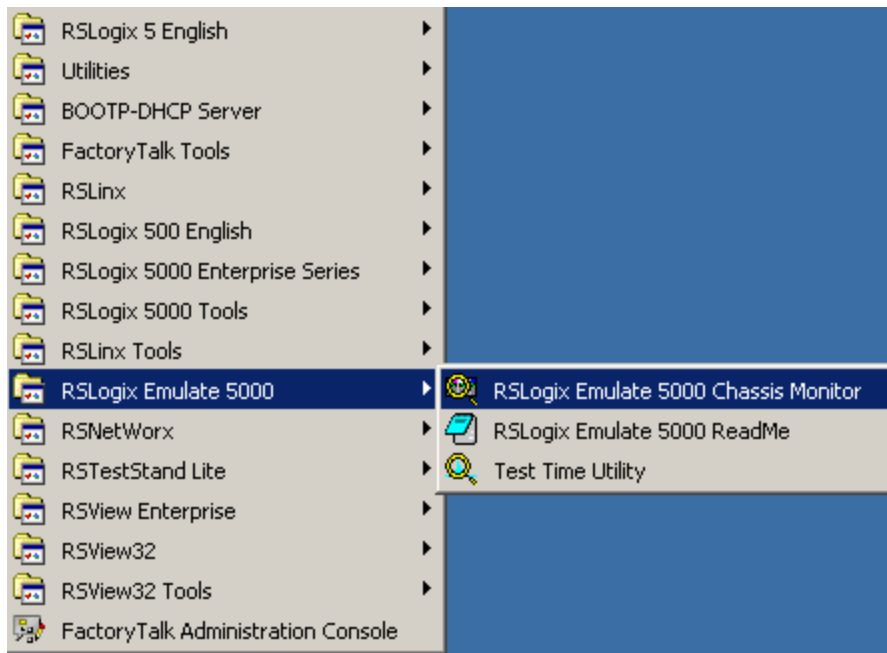 RSLogix 5 English
Utilities
BOOTP-DHCP Server
FactoryTalk Tools
RSLinx
RSLogix 500 English
RSLogix 5000 Enterprise Series
RSLogix 5000 Tools
RSLinx Tools
RSLogix Emulate 5000
RSNetWorx
RSTestStand Lite
RSView Enterprise
RSView32
RSView32 Tools
FactoryTalk Administration Console
RSLogix Emulate 5000 Chassis Monitor
RSLogix Emulate 5000 ReadMe
Test Time Utility